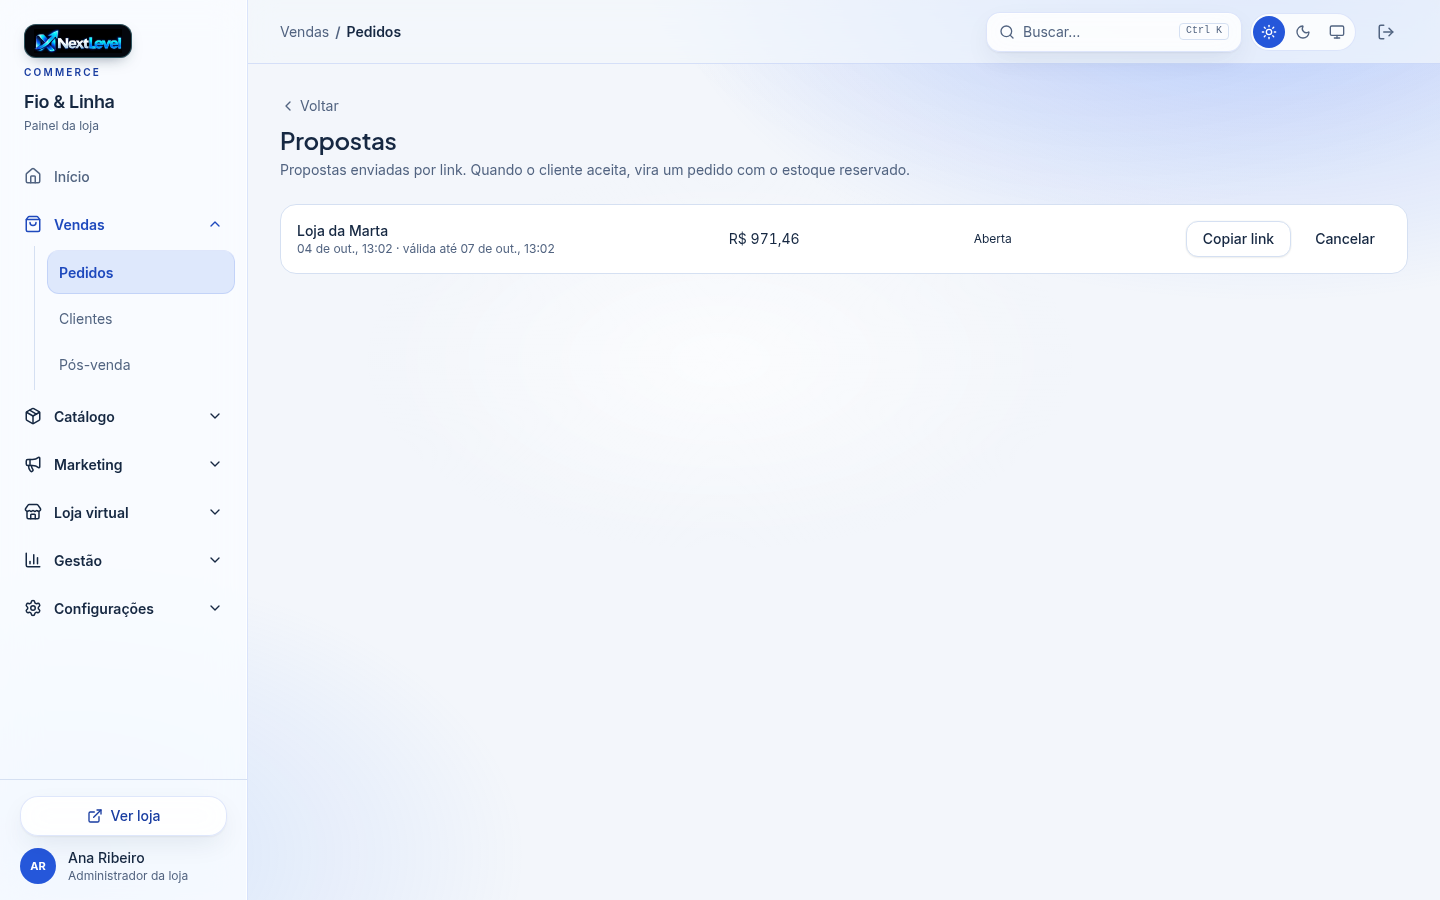 NextLevel
COMMERCE
Fio & Linha
Painel da loja
Início
Vendas
Pedidos
Clientes
Pós-venda
Catálogo
Marketing
Loja virtual
Gestão
Configurações
Ver loja
AR
Ana Ribeiro
Administrador da loja
Vendas / Pedidos
Buscar...
Ctrl K
Voltar
Propostas
Propostas enviadas por link. Quando o cliente aceita, vira um pedido com o estoque reservado.
Loja da Marta
04 de out., 13:02 · válida até 07 de out., 13:02
R$ 971,46
Aberta
Copiar link
Cancelar